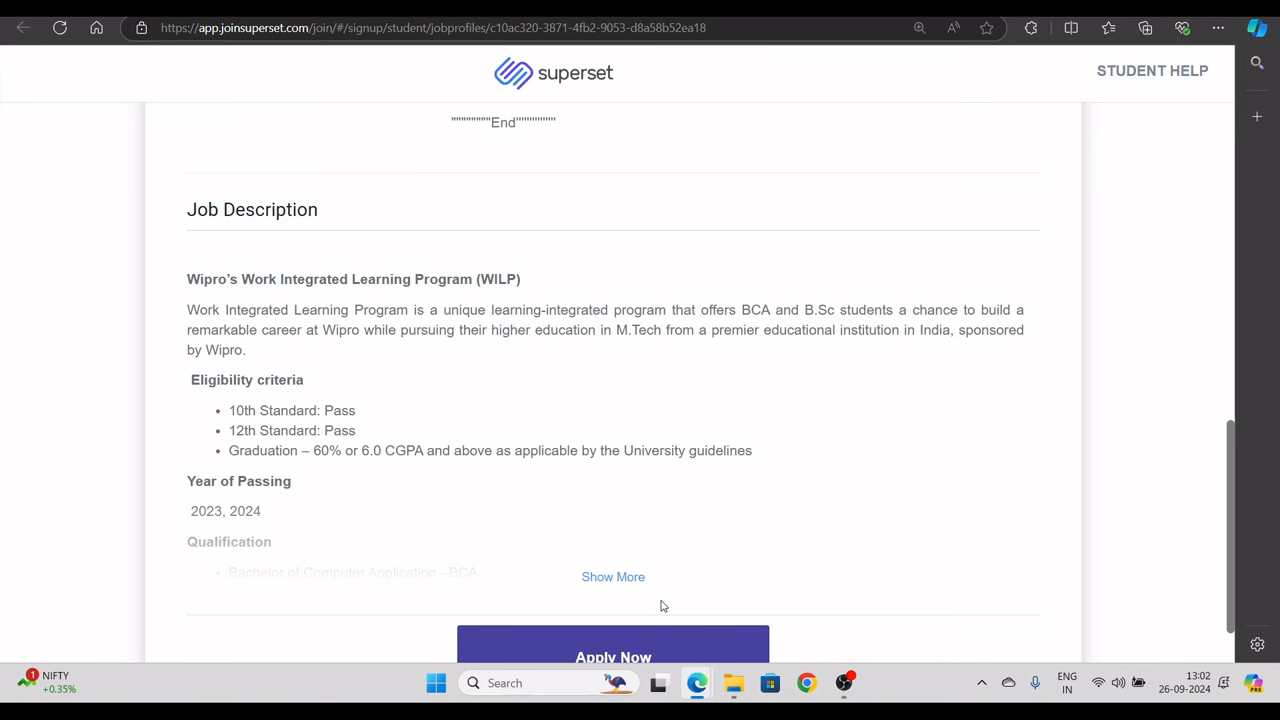 https://app.joinsuperset.com/join/#/signup/student/jobprofiles/c10ac320-3871-4fb2-9053-d8a58b52ea18
superset
STUDENT HELP
""""""""End""""""""
Job Description
Wipro’s Work Integrated Learning Program (WILP)
Work Integrated Learning Program is a unique learning-integrated program that offers BCA and B.Sc students a chance to build a
remarkable career at Wipro while pursuing their higher education in M.Tech from a premier educational institution in India, sponsored
by Wipro.
Eligibility criteria
• 10th Standard: Pass
• 12th Standard: Pass
• Graduation – 60% or 6.0 CGPA and above as applicable by the University guidelines
Year of Passing
2023, 2024
Qualification
• Bachelor of Computer Application - BCA
Show More
Apply Now
1
NIFTY
+0.35%
Search
ENG
IN
13:02
26-09-2024
PRE